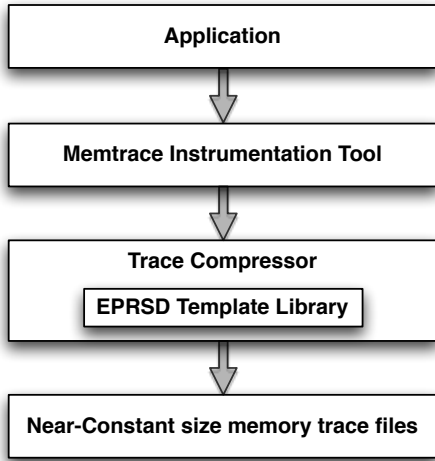 Application
Memtrace Instrumentation Tool
Trace Compressor
EPRSD Template Library
Near-Constant size memory trace files